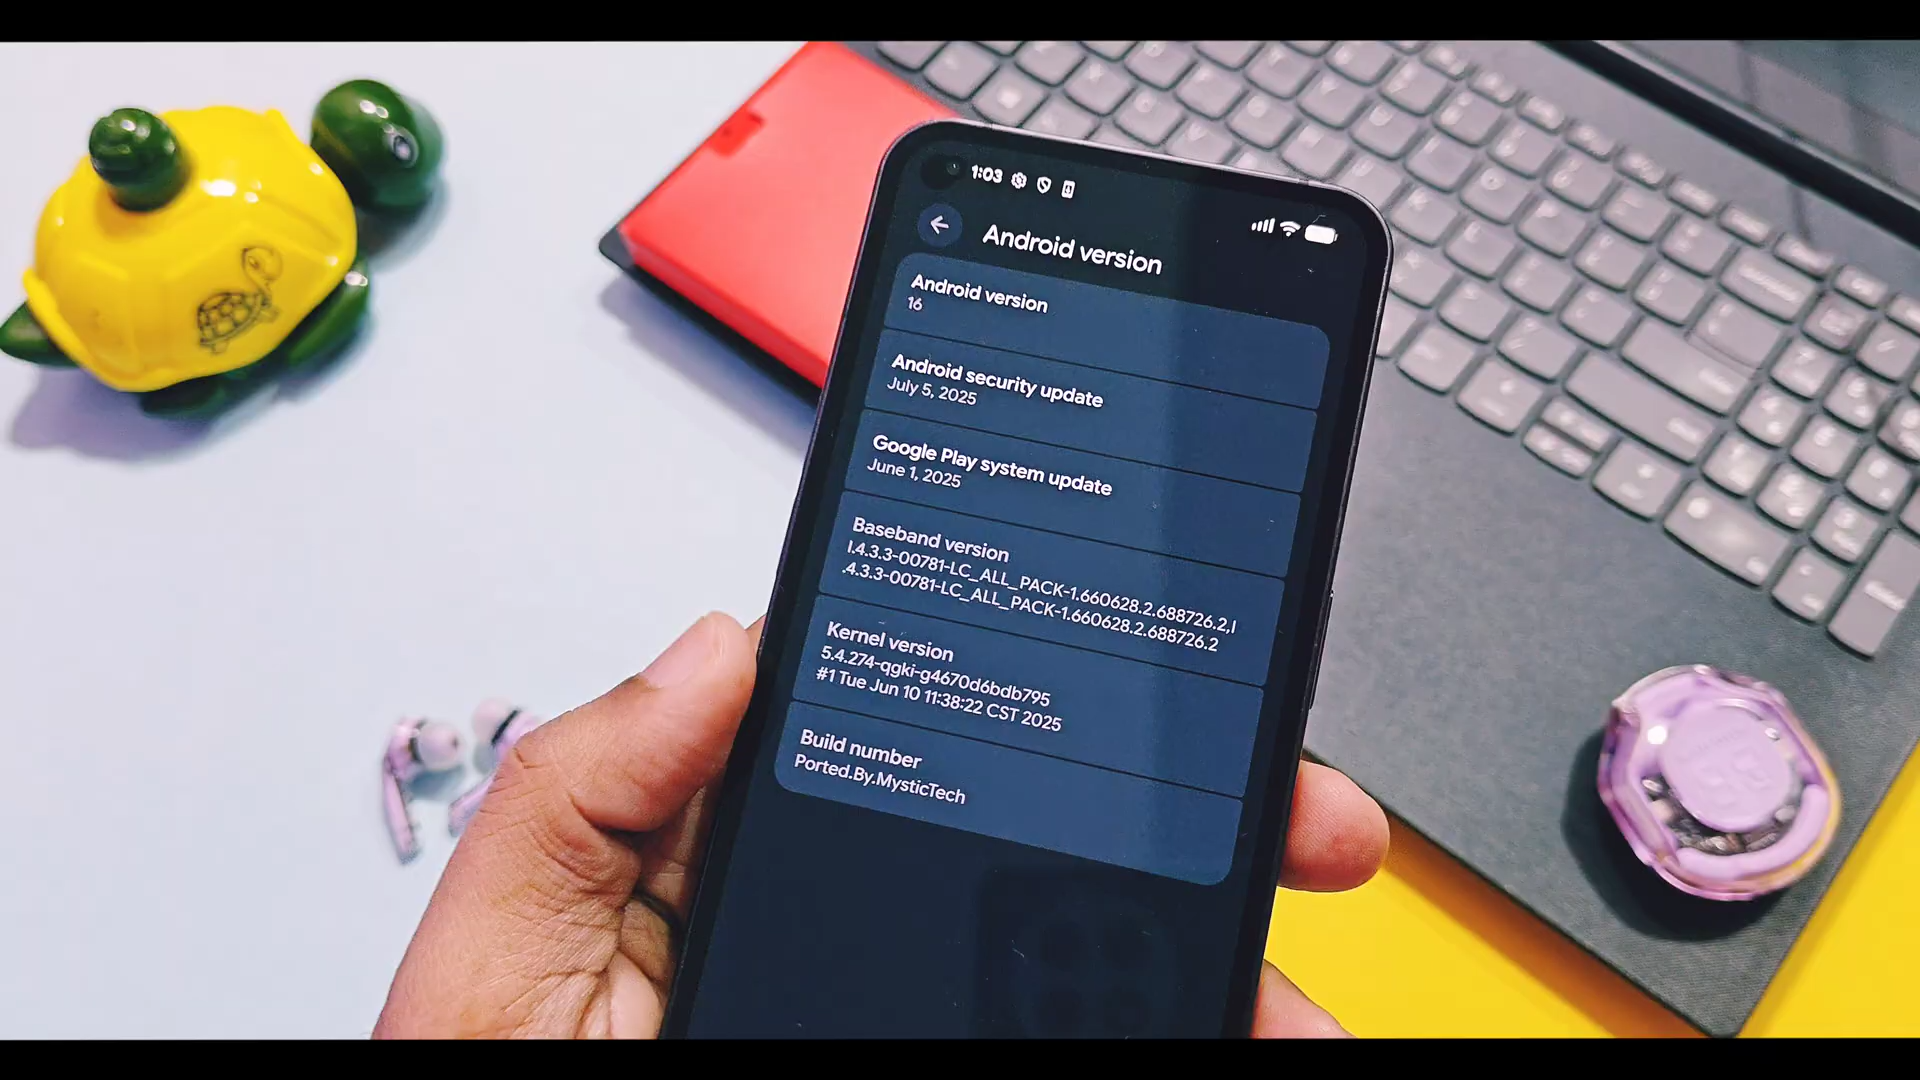 1:03
Android version
Android version
16
Android security update
July 5, 2025
Google Play system update
June 1, 2025
Baseband version
I.4.3.3-00781-LC_ALL_PACK-1.660628.2.688726.2,I
.4.3.3-00781-LC_ALL_PACK-1.660628.2.688726.2
Kernel version
5.4.274-qgki-g4670d6bdb795
#1 Tue Jun 10 11:38:22 CST 2025
Build number
Ported.By.MysticTech